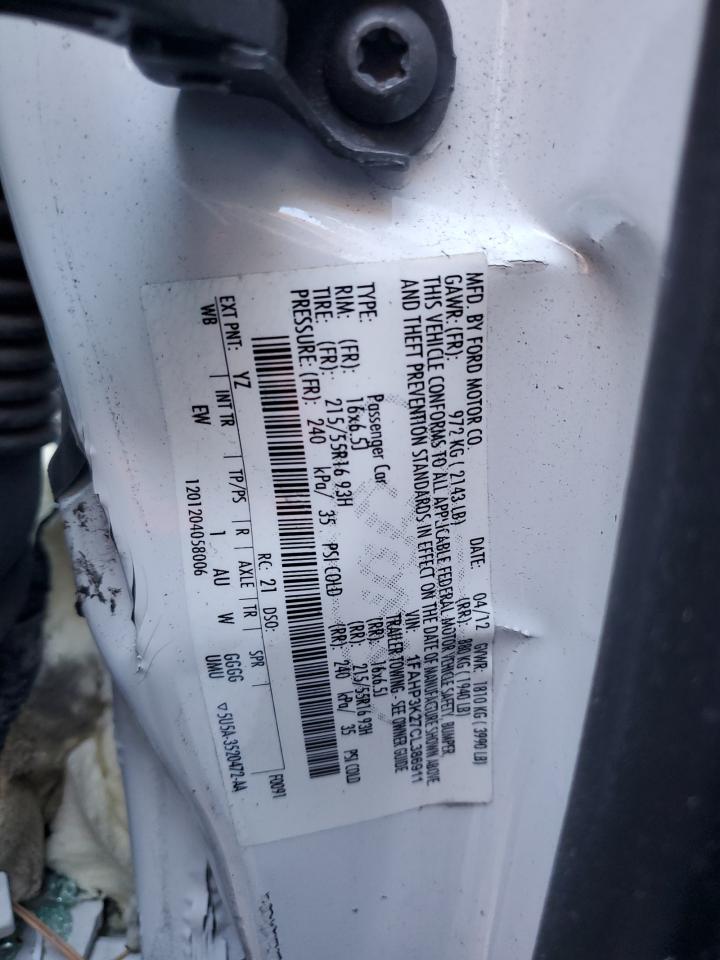 MFD. BY FORD MOTOR CO.
DATE: 04/12 GVWR: 1810 KG ( 3990 LB)
GAWR: (FR): 972 KG ( 2143 LB) (RR): 880 KG ( 1940 LB)
THIS VEHICLE CONFORMS TO ALL APPLICABLE FEDERAL MOTOR VEHICLE SAFETY, BUMPER,
AND THEFT PREVENTION STANDARDS IN EFFECT ON THE DATE OF MANUFACTURE SHOWN ABOVE.
VIN: 1FAHP3K27CL386911
TYPE: Passenger Car TRAILER TOWING - SEE OWNER GUIDE
RIM: (FR): 16x6.5J (RR): 16x6.5J
TIRE: (FR): 215/55R16 93H (RR) 215/55R16 93H
PRESSURE: (FR): 240 kPa/ 35 PSI COLD (RR): 240 kPa/ 35 PSI COLD
F0091
RC: 21 DSO:
EXT PNT: YZ | INT TR | TP/PS | R | AXLE | TR | SPR |
WB EW 1 AU W GGGG
UMU
1201204058006 ▽5U5A-3520472-AA